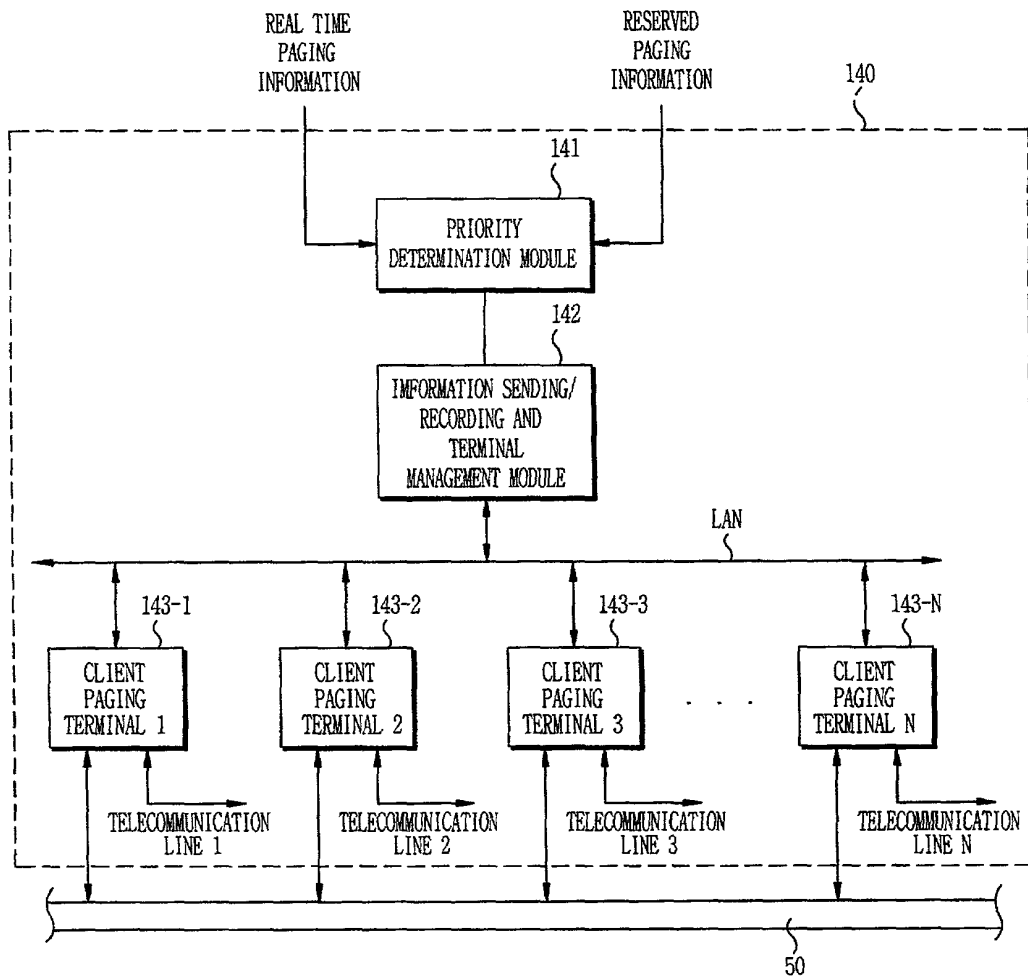 REAL TIME
PAGING
INFORMATION
RESERVED
PAGING
INFORMATION
140
141
PRIORITY
DETERMINATION MODULE
142
IMFORMATION SENDING/
RECORDING AND
TERMINAL
MANAGEMENT MODULE
LAN
143-1
143-2
143-3
143-N
CLIENT
PAGING
TERMINAL 1
CLIENT
PAGING
TERMINAL 2
CLIENT
PAGING
TERMINAL 3
. . .
CLIENT
PAGING
TERMINAL N
TELECOMMUNICATION
LINE 1
TELECOMMUNICATION
LINE 2
TELECOMMUNICATION
LINE 3
TELECOMMUNICATION
LINE N
50